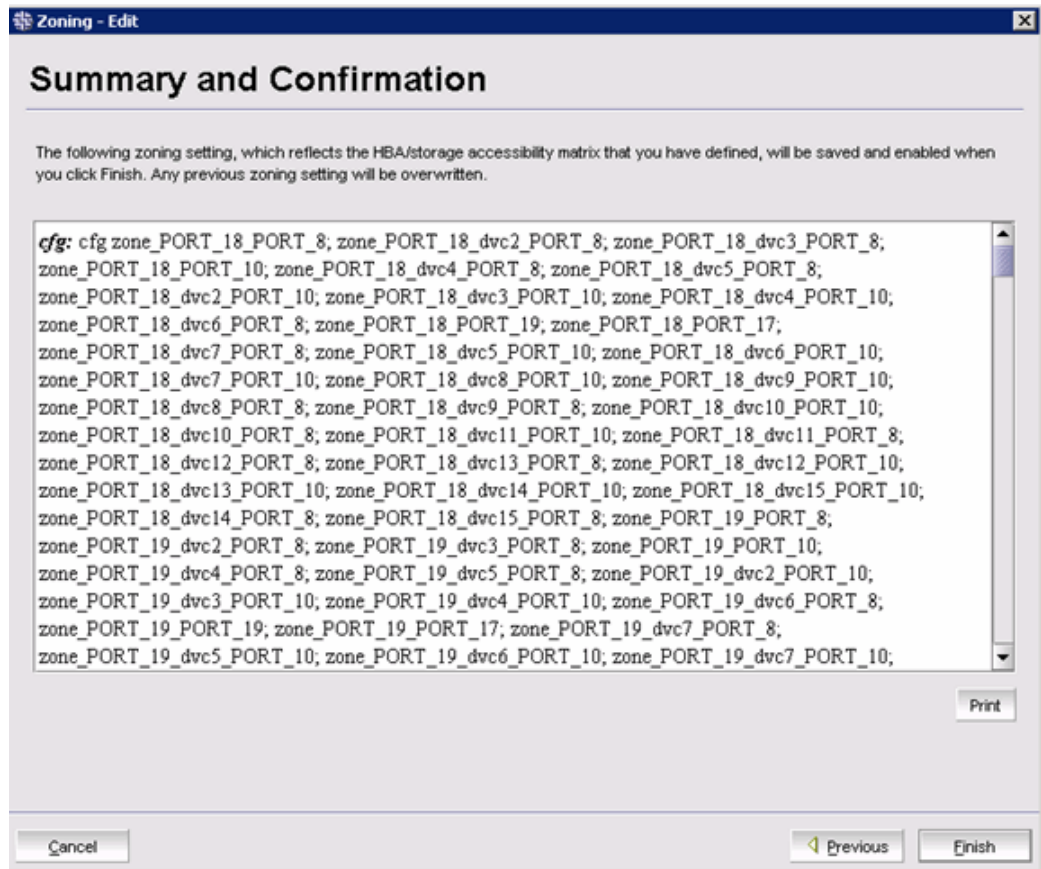 Zoning - Edit
Summary and Confirmation
The following zoning setting, which reflects the HBA/storage accessibility matrix that you have defined, will be saved and enabled when
you click Finish. Any previous zoning setting will be overwritten.
cfg: cfg zone_PORT_18_PORT_8; zone_PORT_18_dvc2_PORT_8; zone_PORT_18_dvc3_PORT_8;
zone_PORT_18_PORT_10; zone_PORT_18_dvc4_PORT_8; zone_PORT_18_dvc5_PORT_8;
zone_PORT_18_dvc2_PORT_10; zone_PORT_18_dvc3_PORT_10; zone_PORT_18_dvc4_PORT_10;
zone_PORT_18_dvc6_PORT_8; zone_PORT_18_PORT_19; zone_PORT_18_PORT_17;
zone_PORT_18_dvc7_PORT_8; zone_PORT_18_dvc5_PORT_10; zone_PORT_18_dvc6_PORT_10;
zone_PORT_18_dvc7_PORT_10; zone_PORT_18_dvc8_PORT_10; zone_PORT_18_dvc9_PORT_10;
zone_PORT_18_dvc8_PORT_8; zone_PORT_18_dvc9_PORT_8; zone_PORT_18_dvc10_PORT_10;
zone_PORT_18_dvc10_PORT_8; zone_PORT_18_dvc11_PORT_10; zone_PORT_18_dvc11_PORT_8;
zone_PORT_18_dvc12_PORT_8; zone_PORT_18_dvc13_PORT_8; zone_PORT_18_dvc12_PORT_10;
zone_PORT_18_dvc13_PORT_10; zone_PORT_18_dvc14_PORT_10; zone_PORT_18_dvc15_PORT_10;
zone_PORT_18_dvc14_PORT_8; zone_PORT_18_dvc15_PORT_8; zone_PORT_19_PORT_8;
zone_PORT_19_dvc2_PORT_8; zone_PORT_19_dvc3_PORT_8; zone_PORT_19_PORT_10;
zone_PORT_19_dvc4_PORT_8; zone_PORT_19_dvc5_PORT_8; zone_PORT_19_dvc2_PORT_10;
zone_PORT_19_dvc3_PORT_10; zone_PORT_19_dvc4_PORT_10; zone_PORT_19_dvc6_PORT_8;
zone_PORT_19_PORT_19; zone_PORT_19_PORT_17; zone_PORT_19_dvc7_PORT_8;
zone_PORT_19_dvc5_PORT_10; zone_PORT_19_dvc6_PORT_10; zone_PORT_19_dvc7_PORT_10;
Print
Cancel
Previous
Finish